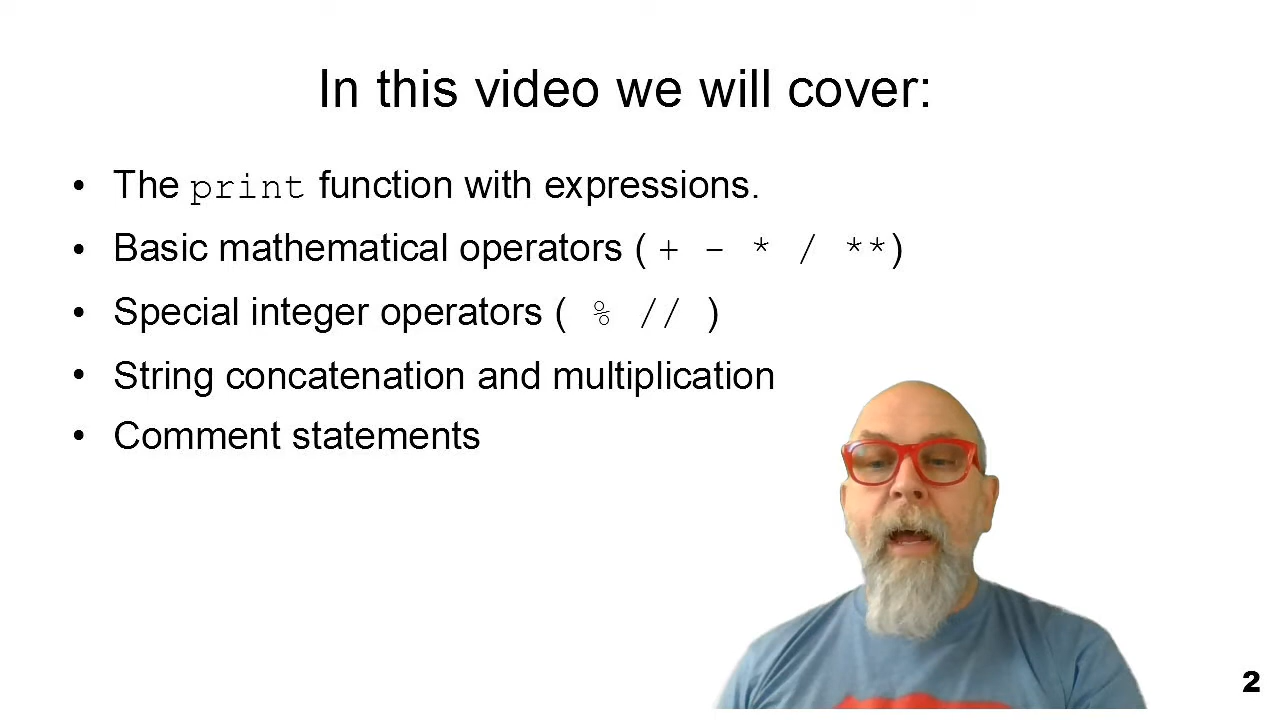 In this video we will cover:
• The print function with expressions.
• Basic mathematical operators ( + - * / **)
• Special integer operators ( % // )
• String concatenation and multiplication
• Comment statements
2